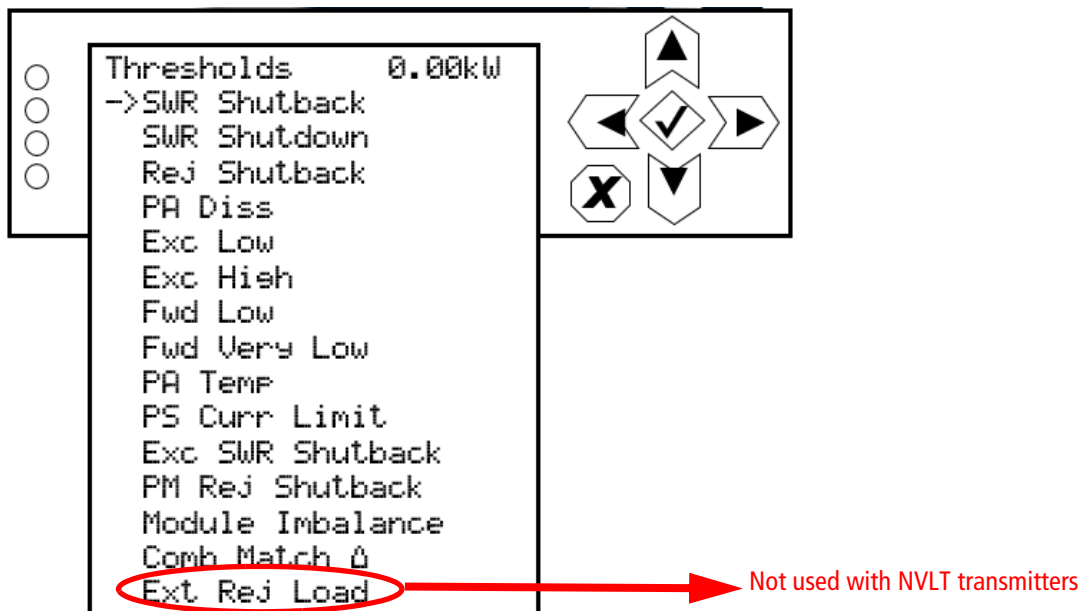 Thresholds 0.00kW
->SWR Shutback
SWR Shutdown
Rej Shutback
PA Diss
Exc Low
Exc High
Fwd Low
Fwd Very Low
PA Temp
PS Curr Limit
Exc SWR Shutback
PM Rej Shutback
Module Imbalance
Comb Match Δ
Ext Rej Load
Not used with NVLT transmitters
X